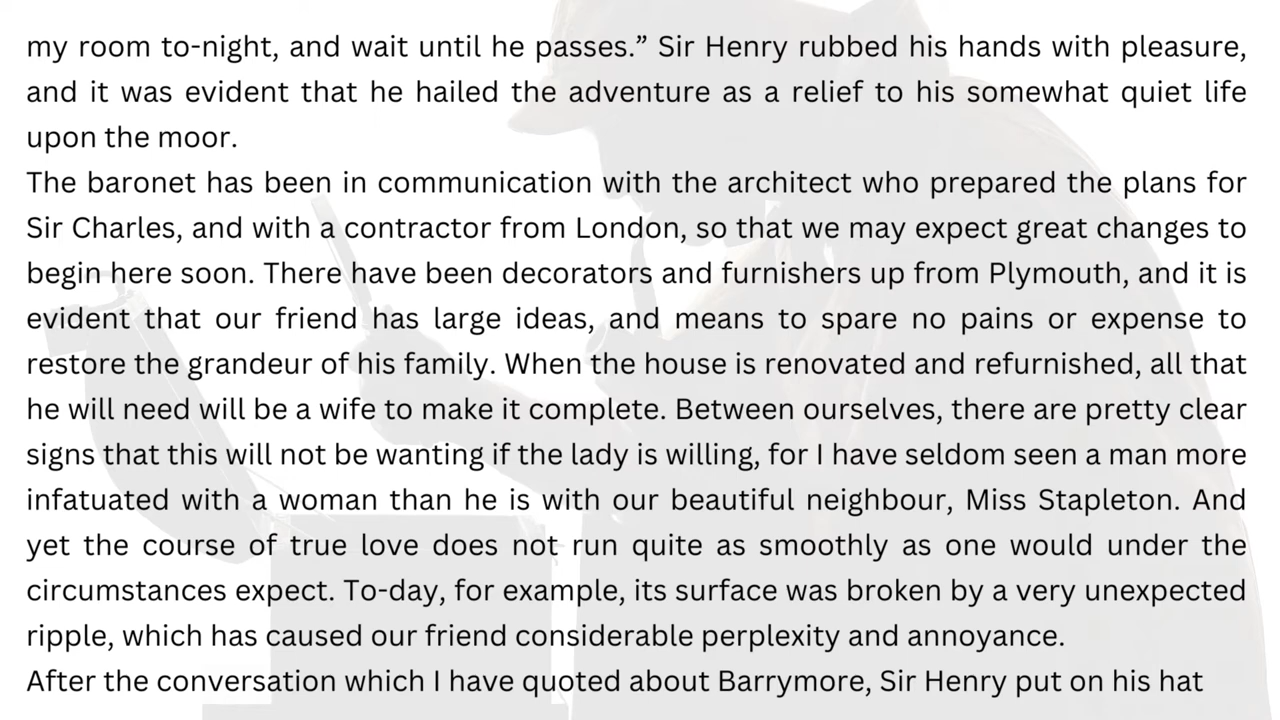 my room to-night, and wait until he passes.” Sir Henry rubbed his hands with pleasure,
and it was evident that he hailed the adventure as a relief to his somewhat quiet life
upon the moor.
The baronet has been in communication with the architect who prepared the plans for
Sir Charles, and with a contractor from London, so that we may expect great changes to
begin here soon. There have been decorators and furnishers up from Plymouth, and it is
evident that our friend has large ideas, and means to spare no pains or expense to
restore the grandeur of his family. When the house is renovated and refurnished, all that
he will need will be a wife to make it complete. Between ourselves, there are pretty clear
signs that this will not be wanting if the lady is willing, for I have seldom seen a man more
infatuated with a woman than he is with our beautiful neighbour, Miss Stapleton. And
yet the course of true love does not run quite as smoothly as one would under the
circumstances expect. To-day, for example, its surface was broken by a very unexpected
ripple, which has caused our friend considerable perplexity and annoyance.
After the conversation which I have quoted about Barrymore, Sir Henry put on his hat